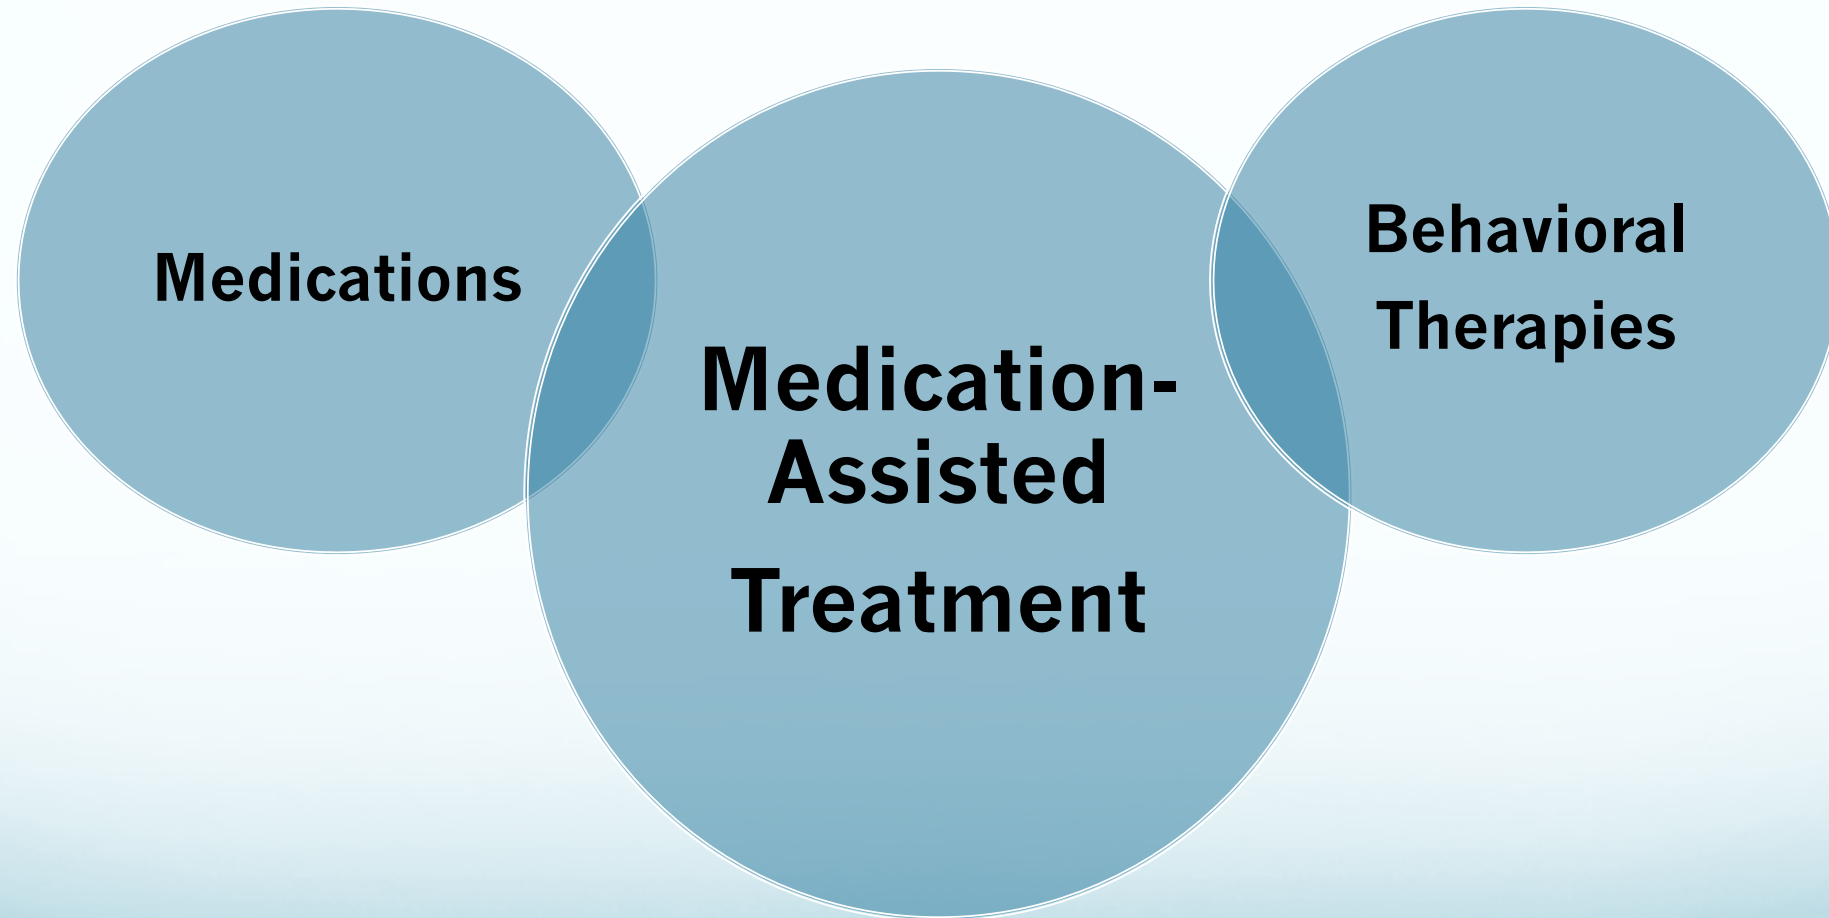 Medications
Medication-
Assisted
Treatment
Behavioral
Therapies